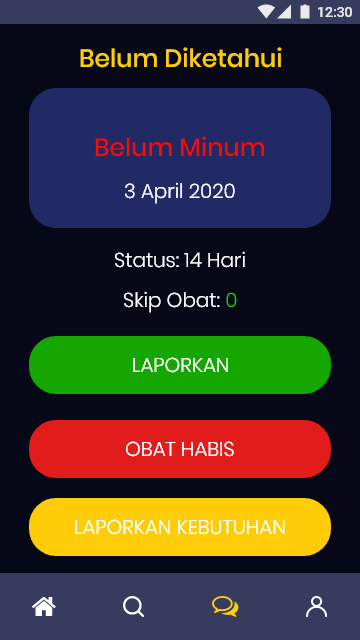 12:30
Belum Diketahui
Belum Minum
3 April 2020
Status: 14 Hari
Skip Obat: 0
LAPORKAN
OBAT HABIS
LAPORKAN KEBUTUHAN